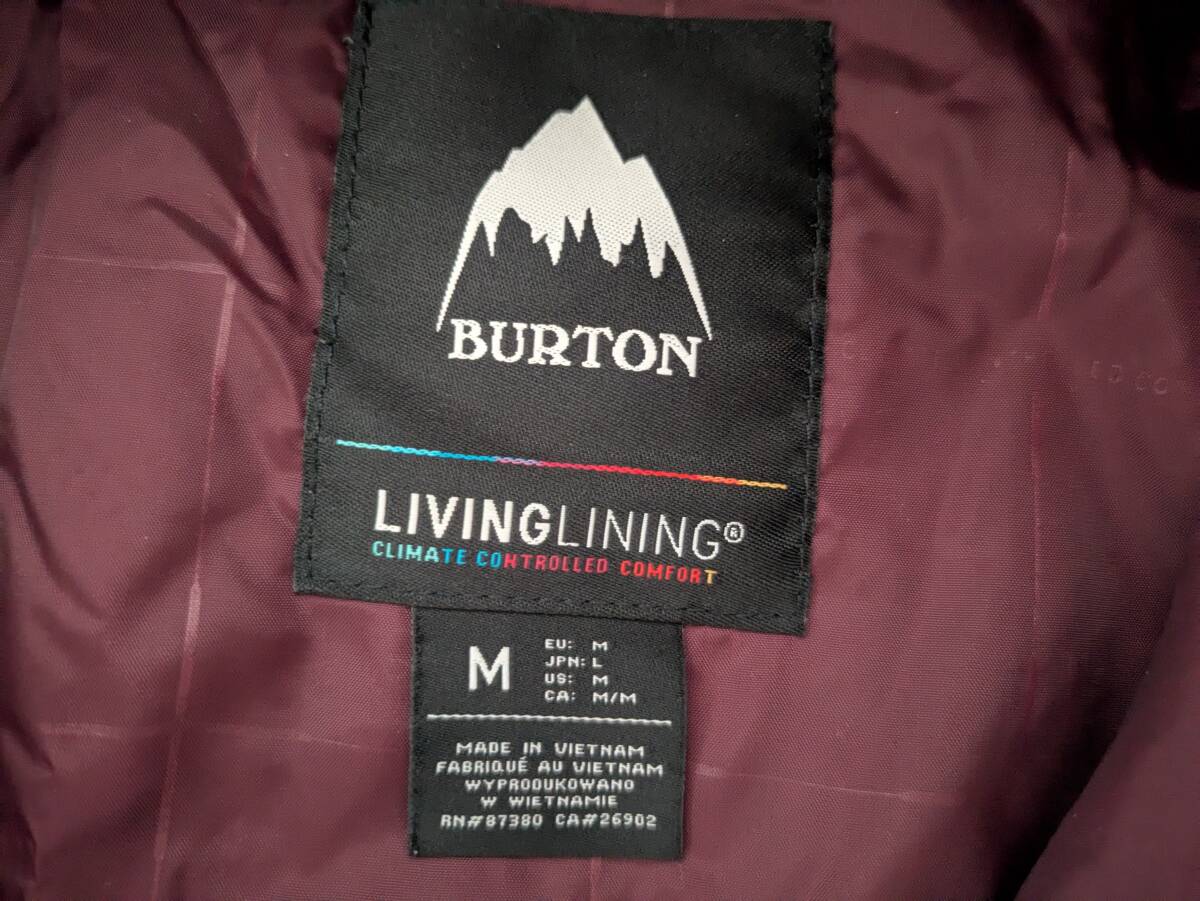 BURTON
LIVINGLINING®
CLIMATE CONTROLLED COMFORT
M
EU: M
JPN: L
US: M
CA: M/M
MADE IN VIETNAM
FABRIQUÉ AU VIETNAM
WYPRODUKOWANO
W WIETNAMIE
RN#87380 CA#26902